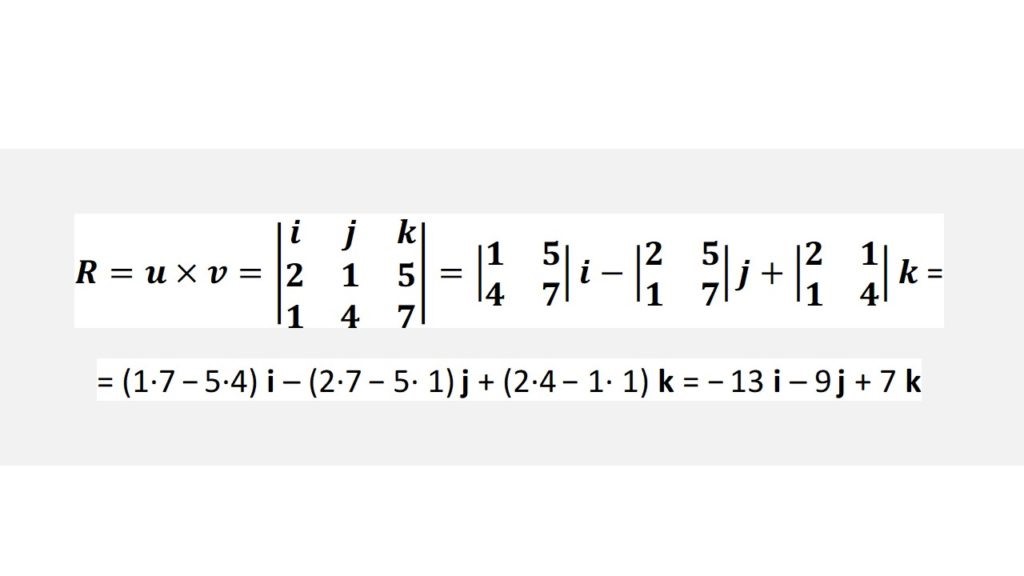 R = u × v = |i j k; 2 1 5; 1 4 7| = |1 5; 4 7| i − |2 5; 1 7| j + |2 1; 1 4| k =
= (1·7 – 5·4) i – (2·7 – 5· 1) j + (2·4 – 1· 1) k = – 13 i – 9 j + 7 k